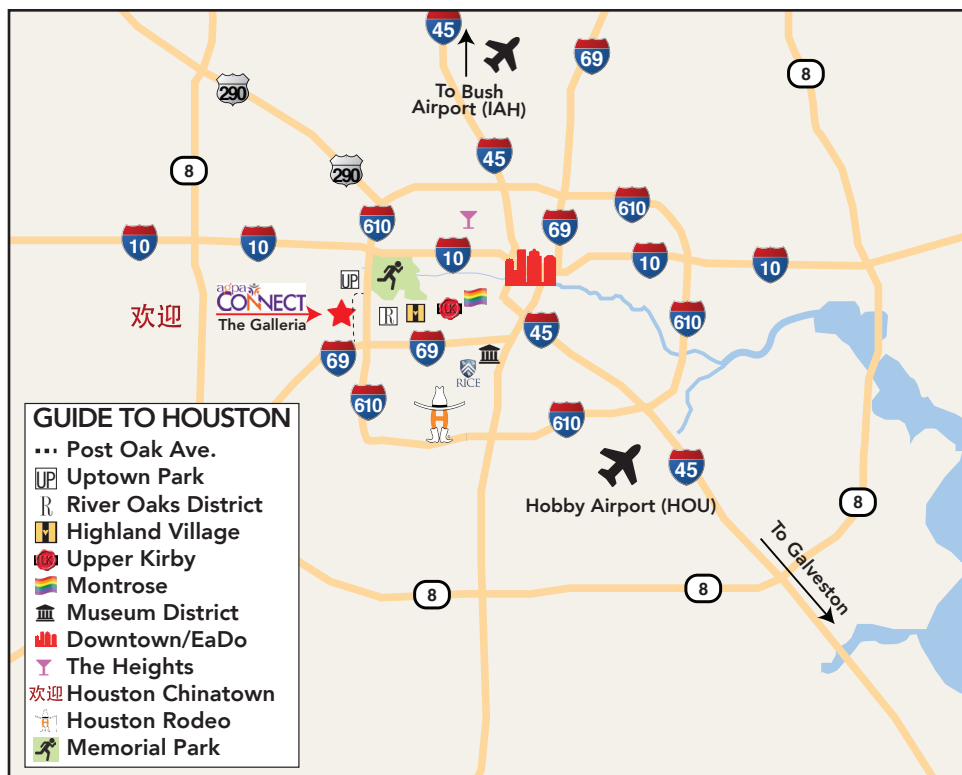 45
69
290
To Bush
Airport (IAH)
8
8
45
290
610
610
69
10
10
10
10
10
UP
agpa
CONNECT
The Galleria
欢迎
R
UK
610
45
69
69
RICE
610
H
610
45
Hobby Airport (HOU)
8
To Galveston
8
8
GUIDE TO HOUSTON
Post Oak Ave.
UP Uptown Park
R River Oaks District
Highland Village
UK Upper Kirby
Montrose
Museum District
Downtown/EaDo
The Heights
欢迎 Houston Chinatown
H Houston Rodeo
Memorial Park